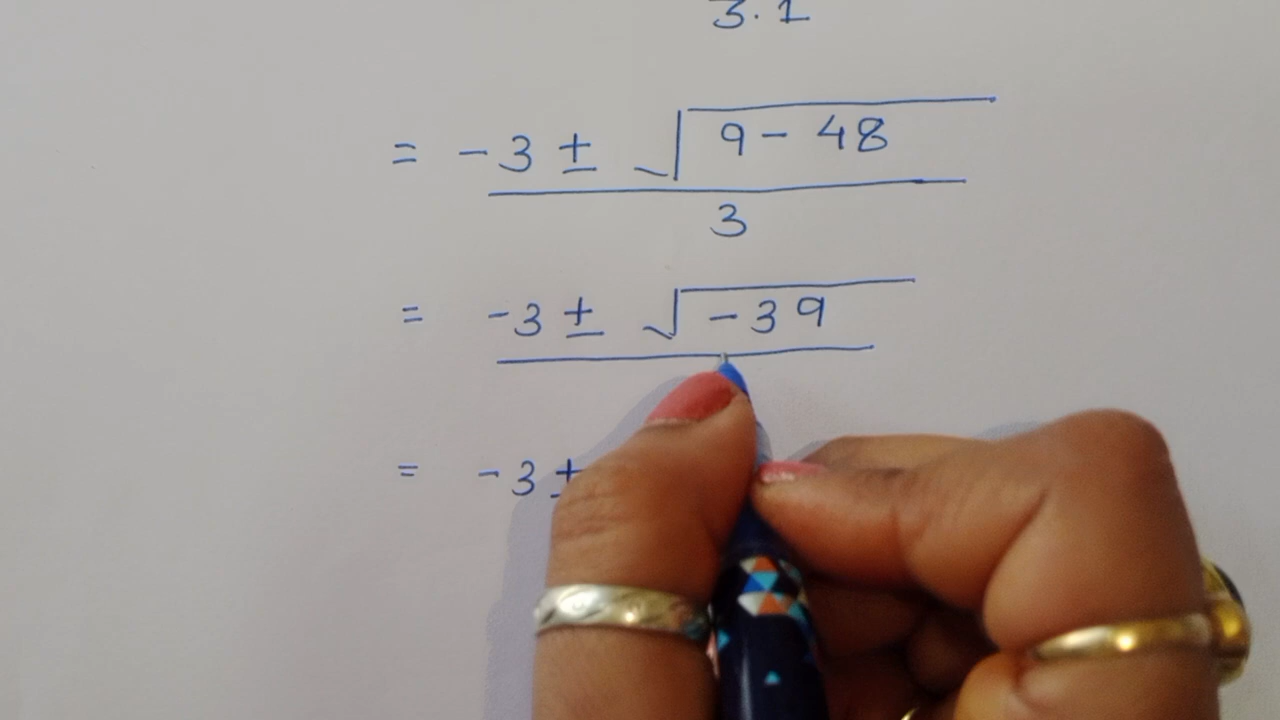 3.1
= -3 ± √9 - 48
3
= -3 ± √-39
= -3 ±